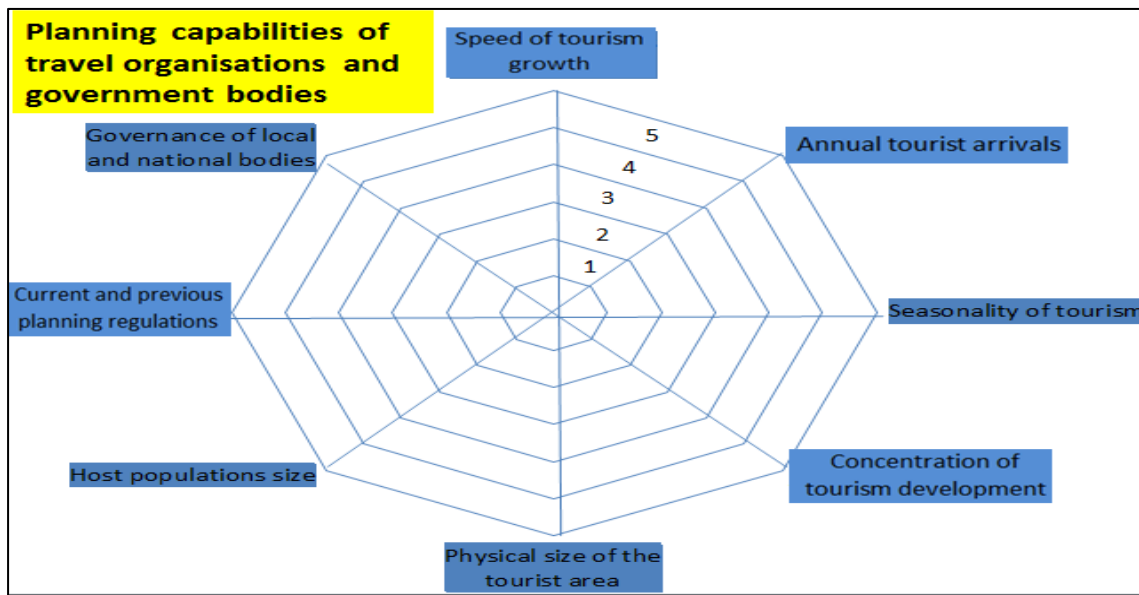 Planning capabilities of
travel organisations and
government bodies
Speed of tourism
growth
Governance of local
and national bodies
Annual tourist arrivals
5
4
3
2
1
Current and previous
planning regulations
Seasonality of tourism
Host populations size
Concentration of
tourism development
Physical size of the
tourist area